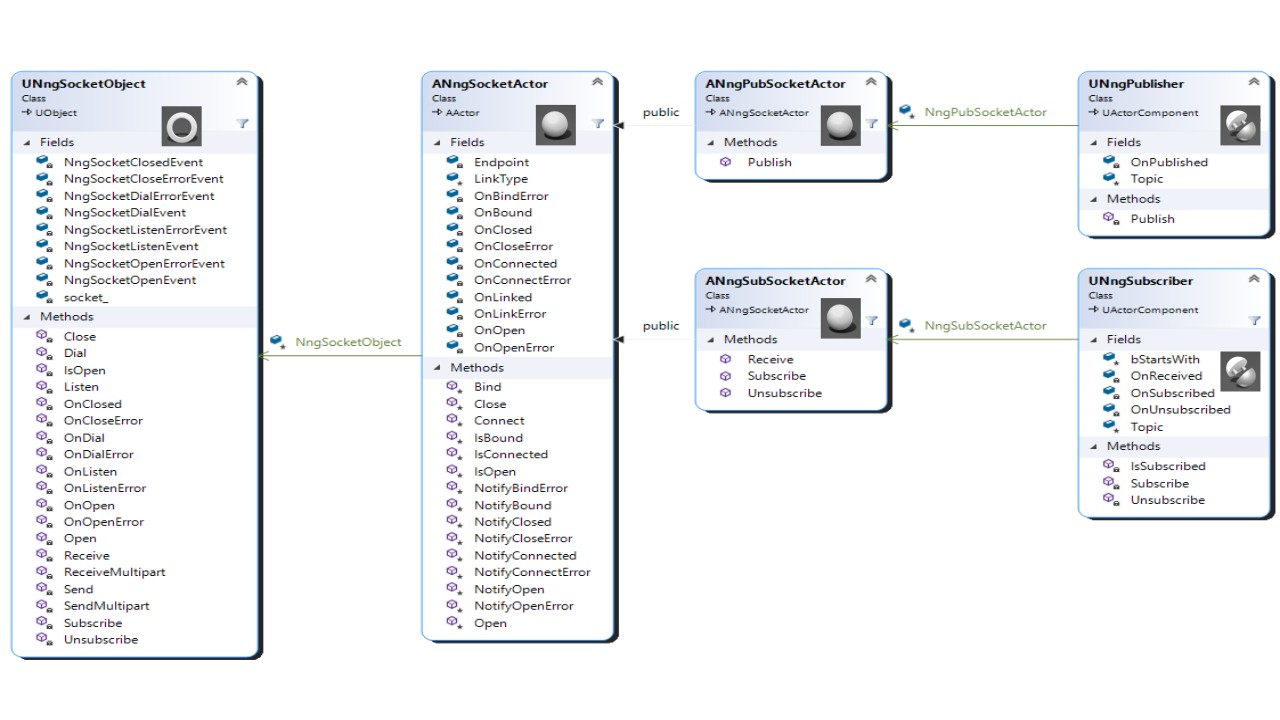 UNngSocketObject
Class
UObject
Fields
NngSocketClosedEvent
NngSocketCloseErrorEvent
NngSocketDialErrorEvent
NngSocketDialEvent
NngSocketListenErrorEvent
NngSocketListenEvent
NngSocketOpenErrorEvent
NngSocketOpenEvent
socket_
Methods
Close
Dial
IsOpen
Listen
OnClosed
OnCloseError
OnDial
OnDialError
OnListen
OnListenError
OnOpen
OnOpenError
Open
Receive
ReceiveMultipart
Send
SendMultipart
Subscribe
Unsubscribe
NngSocketObject
ANngSocketActor
Class
AActor
Fields
Endpoint
LinkType
OnBindError
OnBound
OnClosed
OnCloseError
OnConnected
OnConnectError
OnLinked
OnLinkError
OnOpen
OnOpenError
Methods
Bind
Close
Connect
IsBound
IsConnected
IsOpen
NotifyBindError
NotifyBound
NotifyClosed
NotifyCloseError
NotifyConnected
NotifyConnectError
NotifyOpen
NotifyOpenError
Open
public
public
ANngPubSocketActor
Class
ANngSocketActor
Methods
Publish
ANngSubSocketActor
Class
ANngSocketActor
Methods
Receive
Subscribe
Unsubscribe
NngPubSocketActor
NngSubSocketActor
UNngPublisher
Class
UActorComponent
Fields
OnPublished
Topic
Methods
Publish
UNngSubscriber
Class
UActorComponent
Fields
bStartsWith
OnReceived
OnSubscribed
OnUnsubscribed
Topic
Methods
IsSubscribed
Subscribe
Unsubscribe